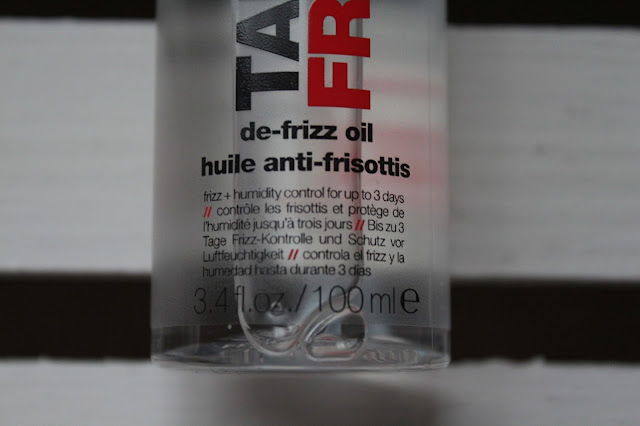 TA
FR
de-frizz oil
huile anti-frisottis
frizz + humidity control for up to 3 days
// contrôle les frisottis et protège de
l'humidité jusqu'à trois jours // Bis zu 3
Tage Frizz-Kontrolle und Schutz vor
Luftfeuchtigkeit // controla el frizz y la
humedad hasta durante 3 días
3.4 fl.oz./100 ml e